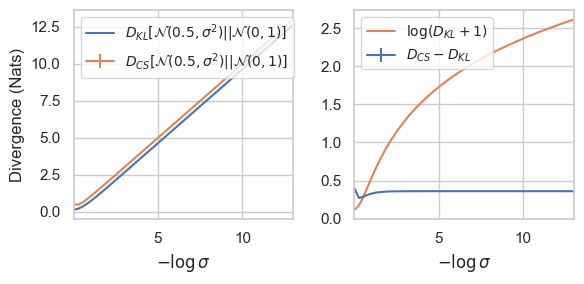 D_{KL}[𝒩(0.5, σ²)||𝒩(0, 1)]
D_{CS}[𝒩(0.5, σ²)||𝒩(0, 1)]
Divergence (Nats)
12.5
10.0
7.5
5.0
2.5
0.0
5
10
−log σ
log(D_{KL} + 1)
D_{CS} − D_{KL}
2.5
2.0
1.5
1.0
0.5
0.0
5
10
−log σ